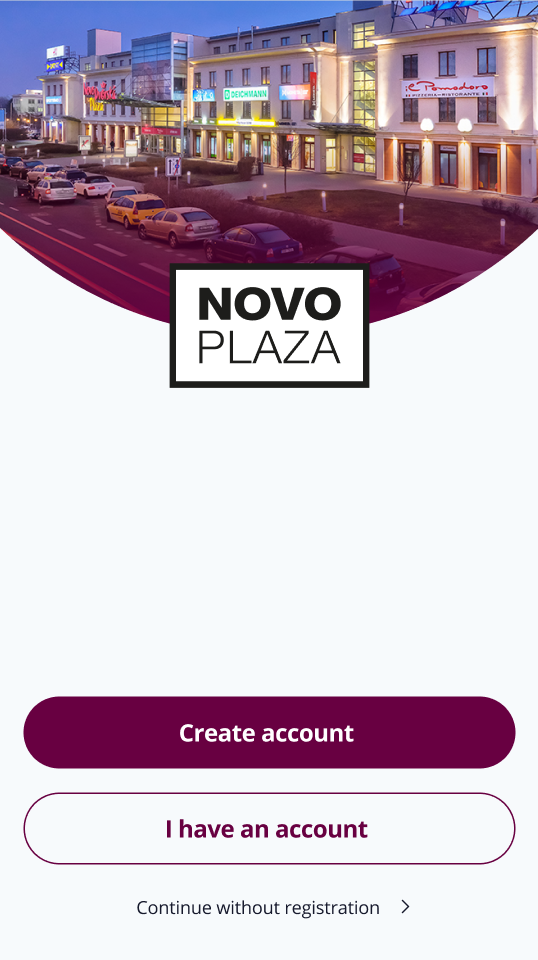 DEICHMANN
il Pomodoro
PIZZERIA-RISTORANTE
NOVO
PLAZA
Create account
I have an account
Continue without registration